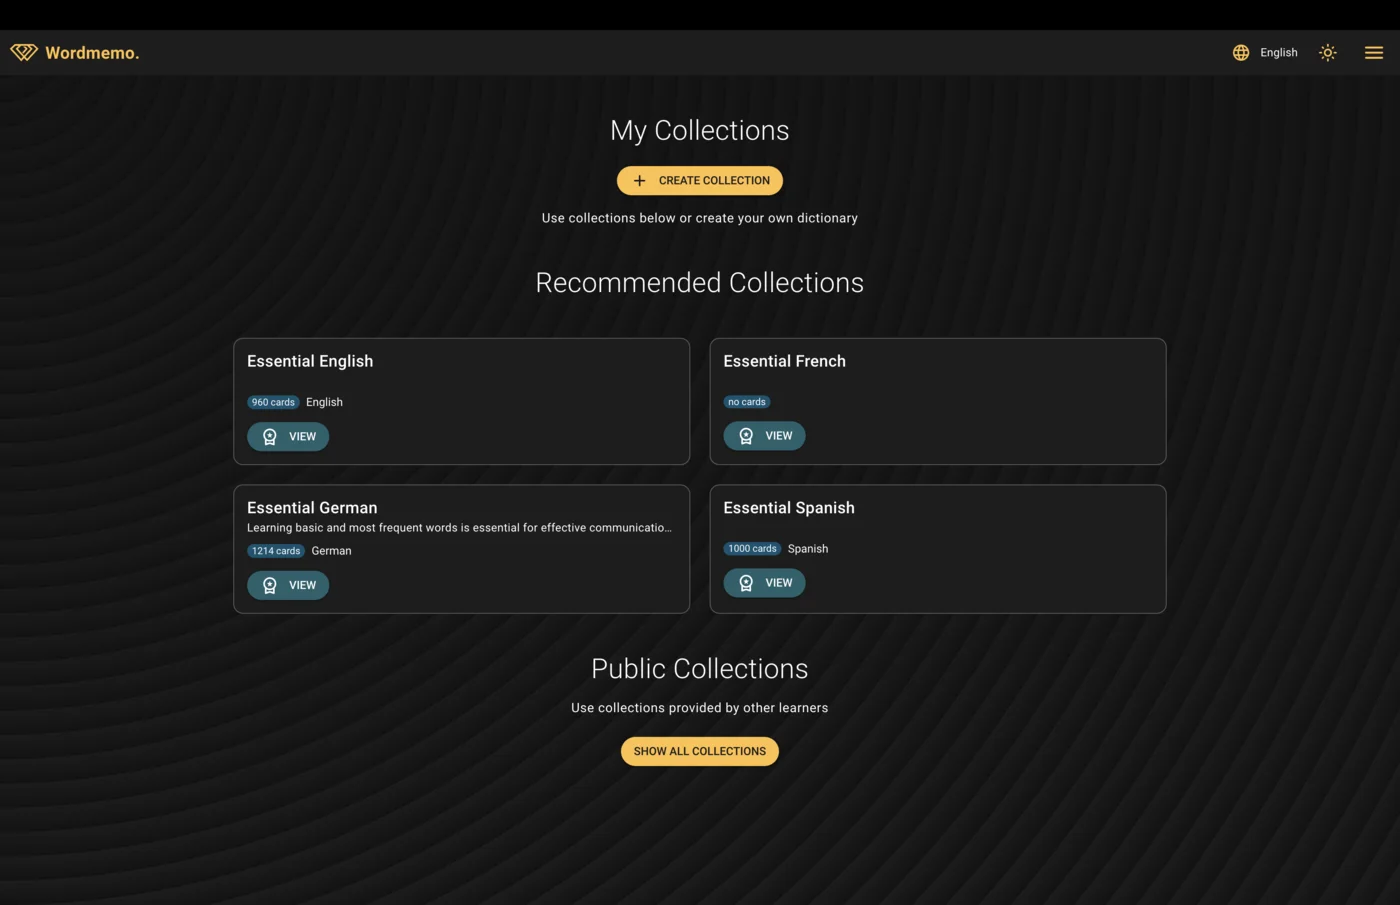 Wordmemo.
English
My Collections
CREATE COLLECTION
Use collections below or create your own dictionary
Recommended Collections
Essential English
960 cards English
VIEW
Essential French
no cards
VIEW
Essential German
Learning basic and most frequent words is essential for effective communicatio...
1214 cards German
VIEW
Essential Spanish
1000 cards Spanish
VIEW
Public Collections
Use collections provided by other learners
SHOW ALL COLLECTIONS